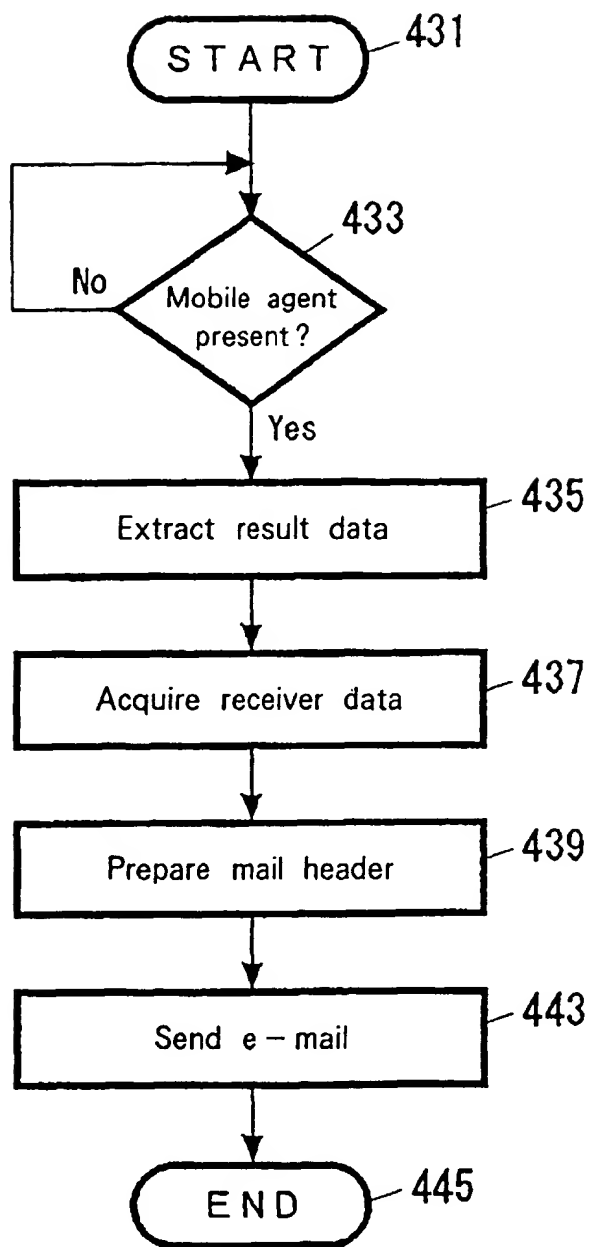 START
431
433
Mobile agent
present?
No
Yes
Extract result data
435
Acquire receiver data
437
Prepare mail header
439
Send e-mail
443
END
445